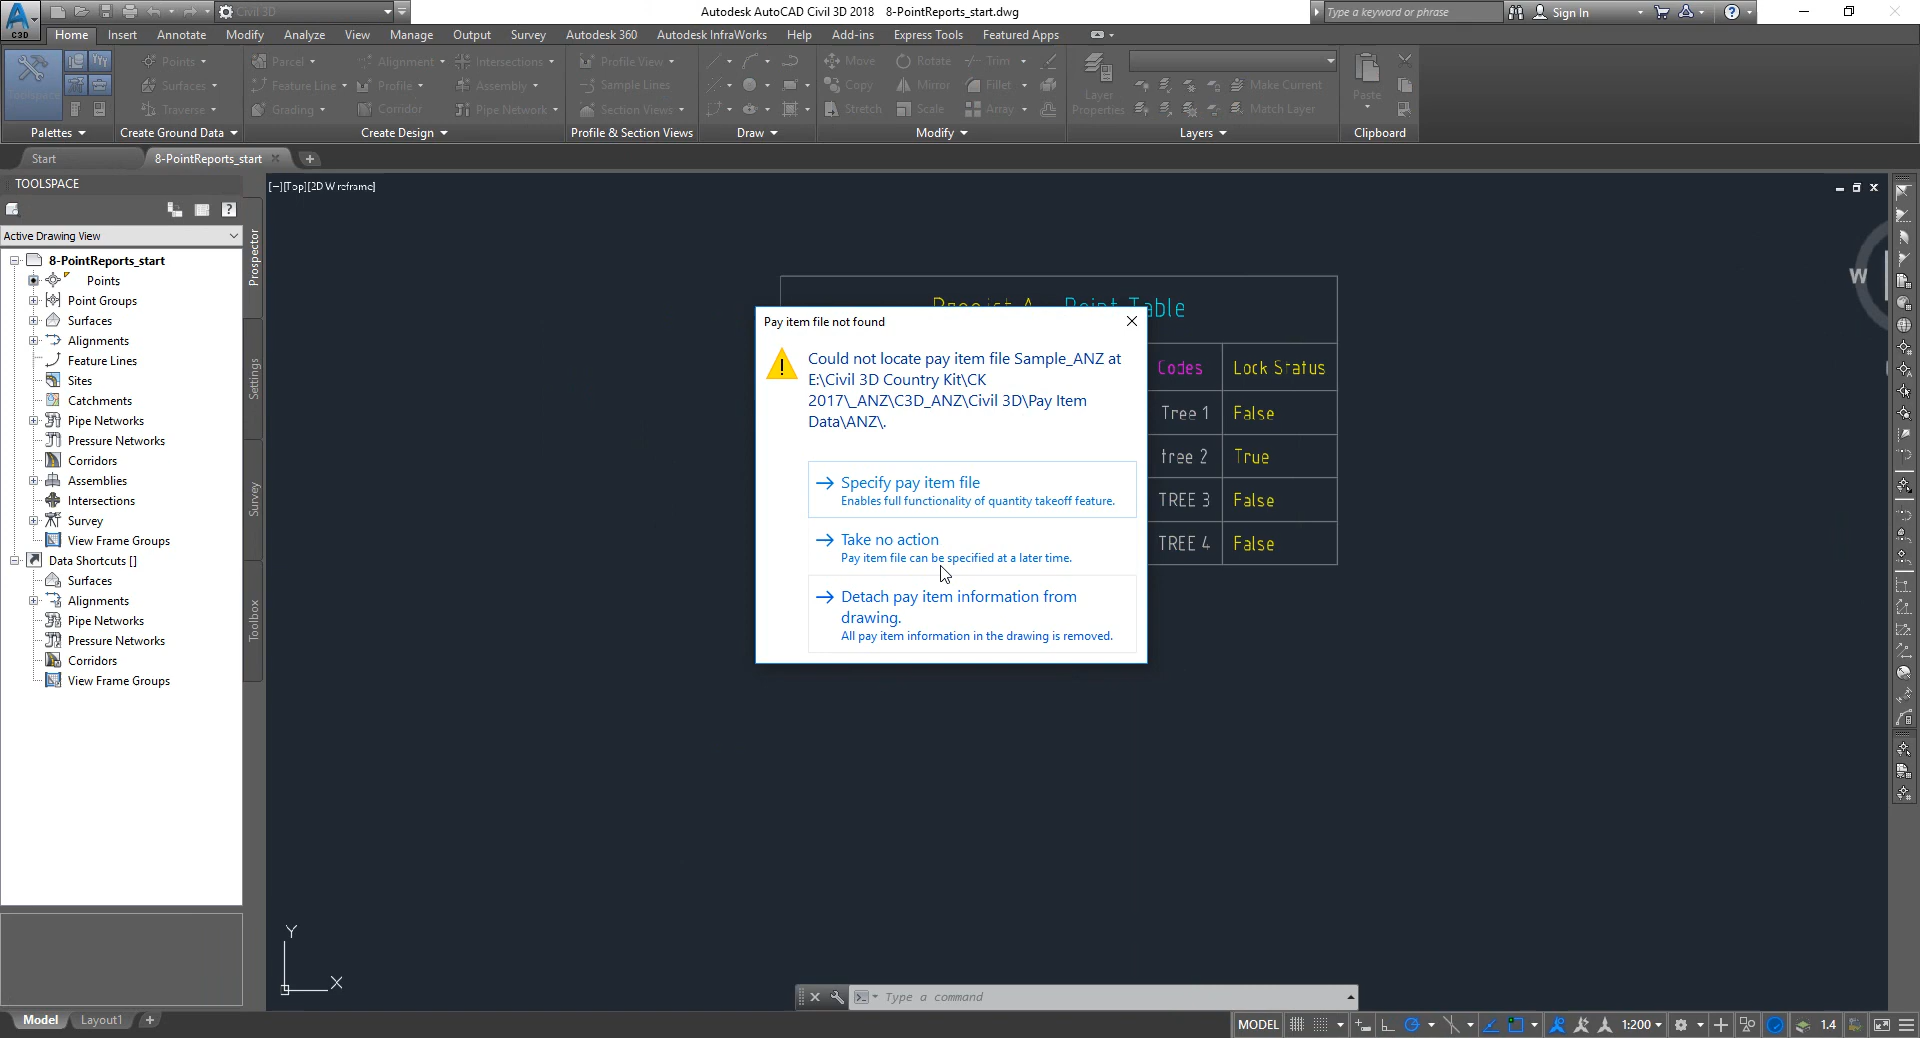 Civil 3D
Autodesk AutoCAD Civil 3D 2018 8-PointReports_start.dwg
Type a keyword or phrase
Sign In
C3D
Home Insert Annotate Modify Analyze View Manage Output Survey Autodesk 360 Autodesk InfraWorks Help Add-ins Express Tools Featured Apps
Points Parcel Alignment Intersections Profile View Move Rotate Trim
Surfaces Feature Line Profile Assembly Sample Lines Copy Mirror Fillet Make Current
Toolspace Layer Paste
Traverse Grading Corridor Pipe Network Section Views Stretch Scale Array Properties Match Layer
Palettes Create Ground Data Create Design Profile & Section Views Draw Modify Layers Clipboard
Start 8-PointReports_start
TOOLSPACE
[−][Top][2D Wireframe]
Active Drawing View
Prospector
Settings
Survey
Toolbox
8-PointReports_start
Points
Point Groups
Surfaces
Alignments
Feature Lines
Sites
Catchments
Pipe Networks
Pressure Networks
Corridors
Assemblies
Intersections
Survey
View Frame Groups
Data Shortcuts []
Surfaces
Alignments
Pipe Networks
Pressure Networks
Corridors
View Frame Groups
W
Point Table
Codes Lock Status
Tree 1 False
tree 2 True
TREE 3 False
TREE 4 False
Pay item file not found
Could not locate pay item file Sample_ANZ at
E:\Civil 3D Country Kit\CK
2017\_ANZ\C3D_ANZ\Civil 3D\Pay Item
Data\ANZ\.
Specify pay item file
Enables full functionality of quantity takeoff feature.
Take no action
Pay item file can be specified at a later time.
Detach pay item information from
drawing.
All pay item information in the drawing is removed.
Y
X
Type a command
Model Layout1
MODEL 1:200 1.4